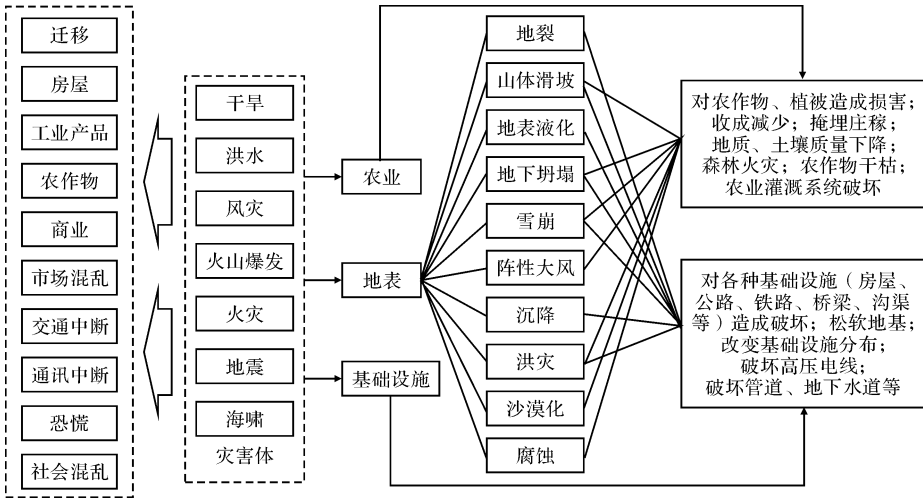 迁移
房屋
工业产品
农作物
商业
市场混乱
交通中断
通讯中断
恐慌
社会混乱
干旱
洪水
风灾
火山爆发
火灾
地震
海啸
灾害体
农业
地表
基础设施
地裂
山体滑坡
地表液化
地下坍塌
雪崩
阵性大风
沉降
洪灾
沙漠化
腐蚀
对农作物、植被造成损害；
收成减少；掩埋庄稼；
地质、土壤质量下降；
森林火灾；农作物干枯；
农业灌溉系统破坏
对各种基础设施（房屋、
公路、铁路、桥梁、沟渠
等）造成破坏；松软地基；
改变基础设施分布；
破坏高压电线；
破坏管道、地下水道等